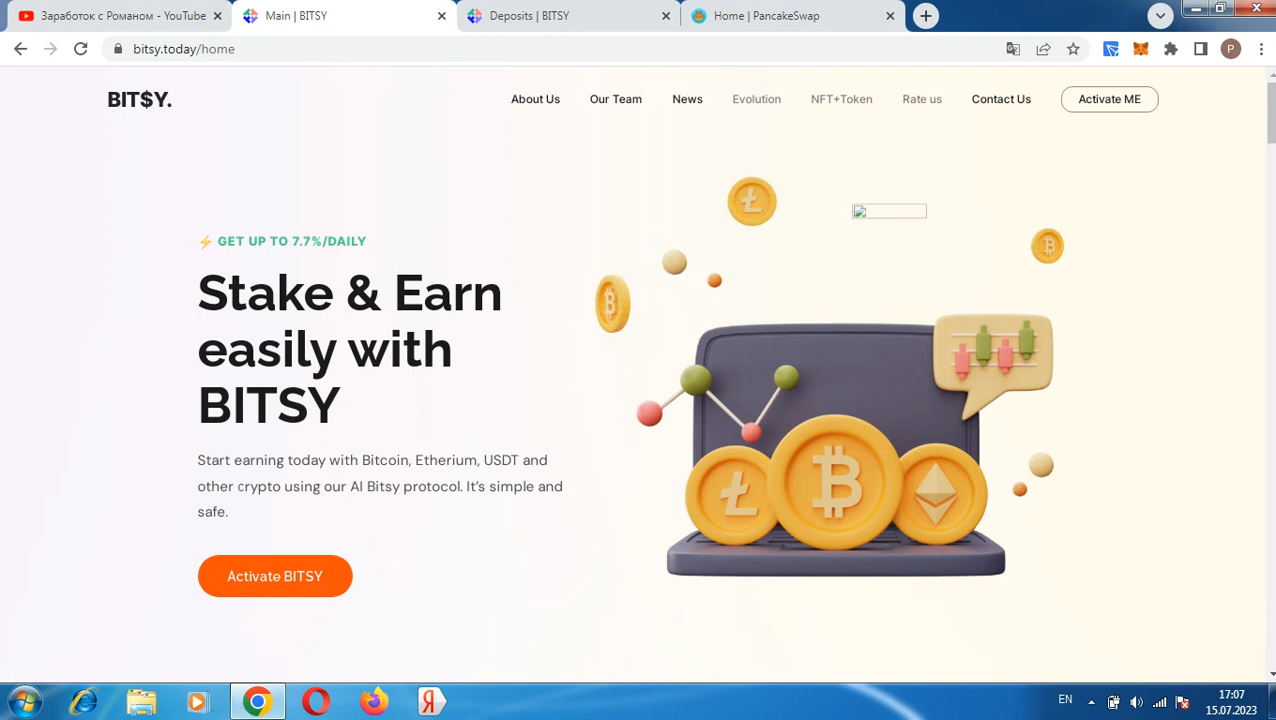 Заработок с Романом - YouTube
Main | BITSY
Deposits | BITSY
Home | PancakeSwap
bitsy.today/home
P
BIT$Y.
About Us
Our Team
News
Evolution
NFT+Token
Rate us
Contact Us
Activate ME
⚡ GET UP TO 7.7%/DAILY
Stake & Earn
easily with
BITSY
Start earning today with Bitcoin, Etherium, USDT and
other crypto using our AI Bitsy protocol. It's simple and
safe.
Activate BITSY
EN
17:07
15.07.2023